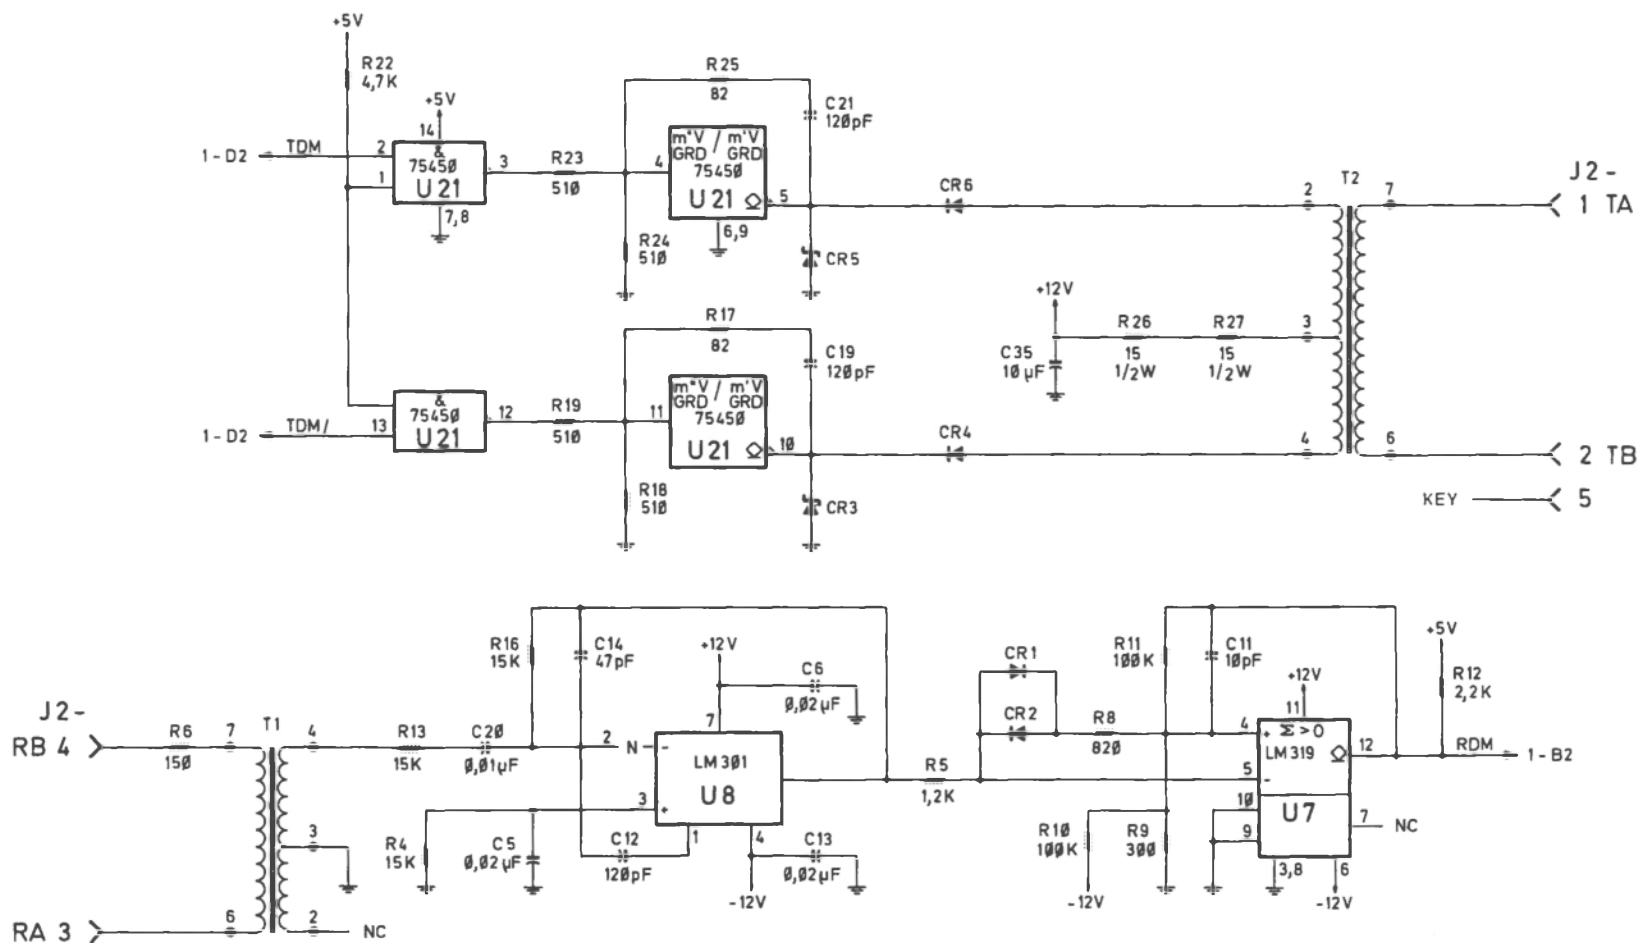 +5V
R22
4,7K
+5V
14
1-D2
TDM
2
1
&
75450
U21
3
7,8
R23
510
R25
82
C21
120pF
4
m"V / m'V
GRD GRD
75450
U21
5
6,9
R24
510
CR5
CR6
2
T2
7
J2-
1 TA
R17
82
C19
120pF
+12V
C35
10µF
R26
15
1/2W
R27
15
1/2W
3
1-D2
TDM/
13
&
75450
U21
12
R19
510
11
m"V / m'V
GRD GRD
75450
U21
10
R18
510
CR3
CR4
4
6
2 TB
KEY
5
J2-
RB 4
R6
150
7
T1
4
R13
15K
C20
0,01µF
R16
15K
C14
47pF
+12V
C6
0,02µF
7
2
N
-
LM301
U8
3
+
1
4
R4
15K
C5
0,02µF
C12
120pF
C13
0,02µF
-12V
3
RA 3
6
2
NC
R5
1,2K
CR1
CR2
R8
820
R11
100K
C11
10pF
+12V
11
+5V
R12
2,2K
4
+
Σ>0
LM319
12
RDM
1-B2
5
-
10
9
U7
7
NC
R10
100K
R9
300
-12V
3,8
6
-12V